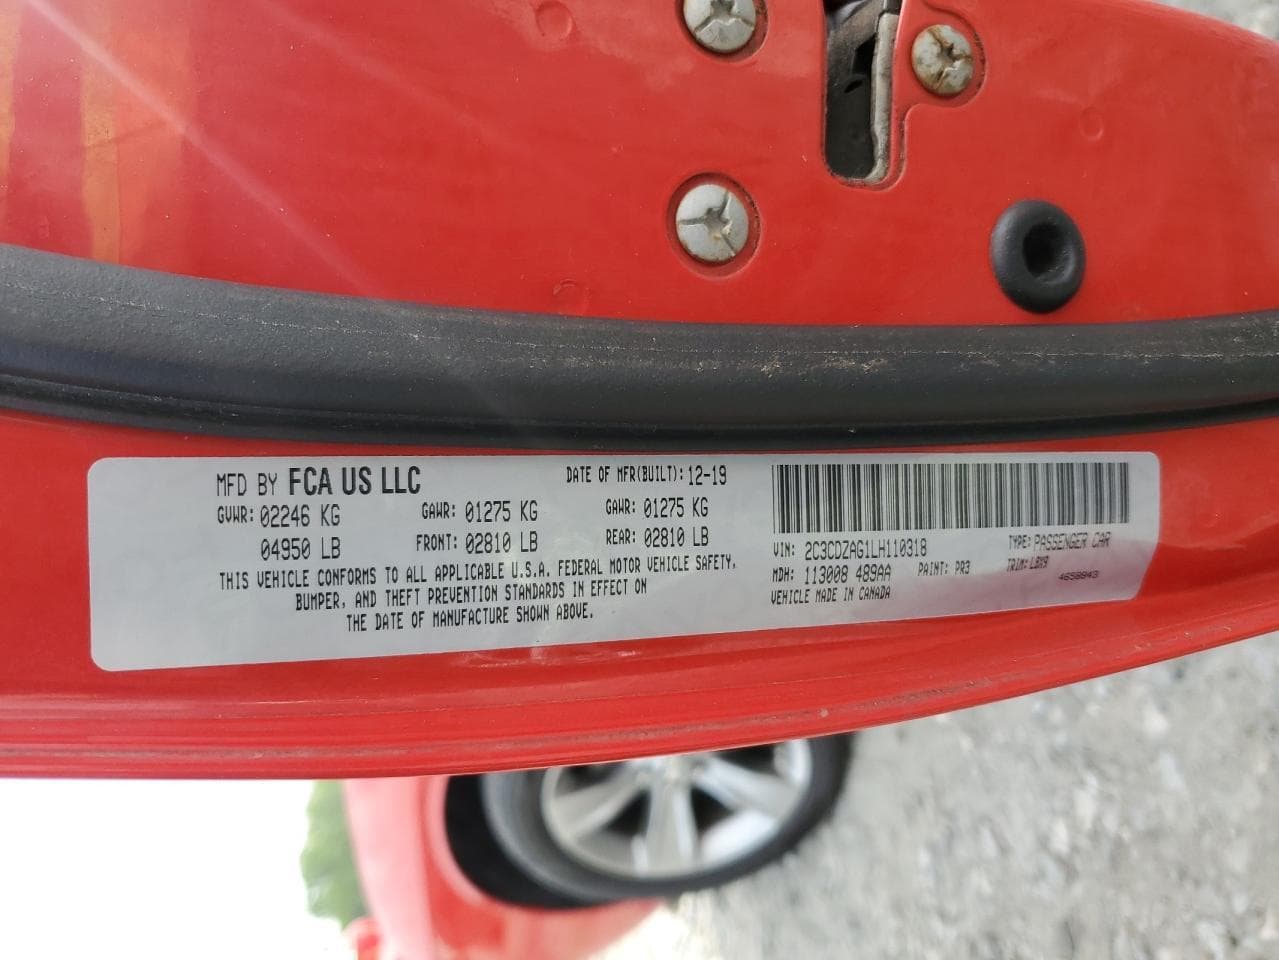 MFD BY FCA US LLC DATE OF MFR(BUILT): 12-19
GVWR: 02246 KG GAWR: 01275 KG GAWR: 01275 KG
04950 LB FRONT: 02810 LB REAR: 02810 LB
THIS VEHICLE CONFORMS TO ALL APPLICABLE U.S.A. FEDERAL MOTOR VEHICLE SAFETY,
BUMPER, AND THEFT PREVENTION STANDARDS IN EFFECT ON
THE DATE OF MANUFACTURE SHOWN ABOVE.
VIN: 2C3CDZAG1LH110318 TYPE: PASSENGER CAR
MDH: 113008 489AA PAINT: PR3 TRIM: LBX9
VEHICLE MADE IN CANADA 4658843